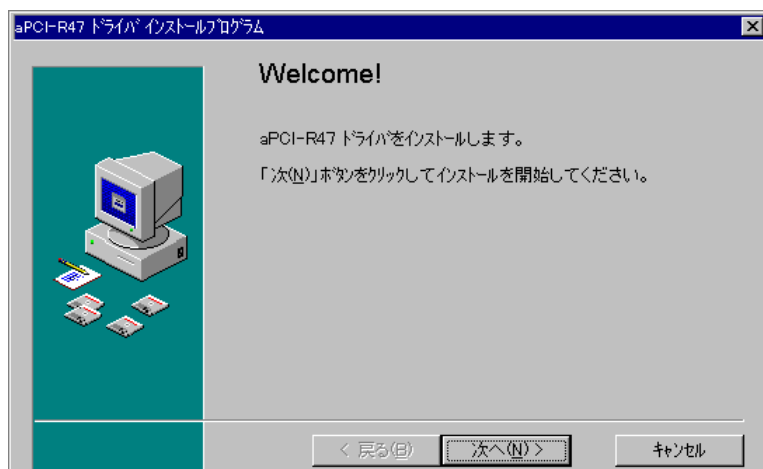 aPCI-R47 ﾄﾞﾗｲﾊﾞ ｲﾝｽﾄｰﾙﾌﾟﾛｸﾞﾗﾑ
Welcome!
aPCI-R47 ﾄﾞﾗｲﾊﾞをｲﾝｽﾄｰﾙします。
「次(N)」ﾎﾞﾀﾝをｸﾘｯｸしてｲﾝｽﾄｰﾙを開始してください。
< 戻る(B)
次へ(N) >
ｷｬﾝｾﾙ